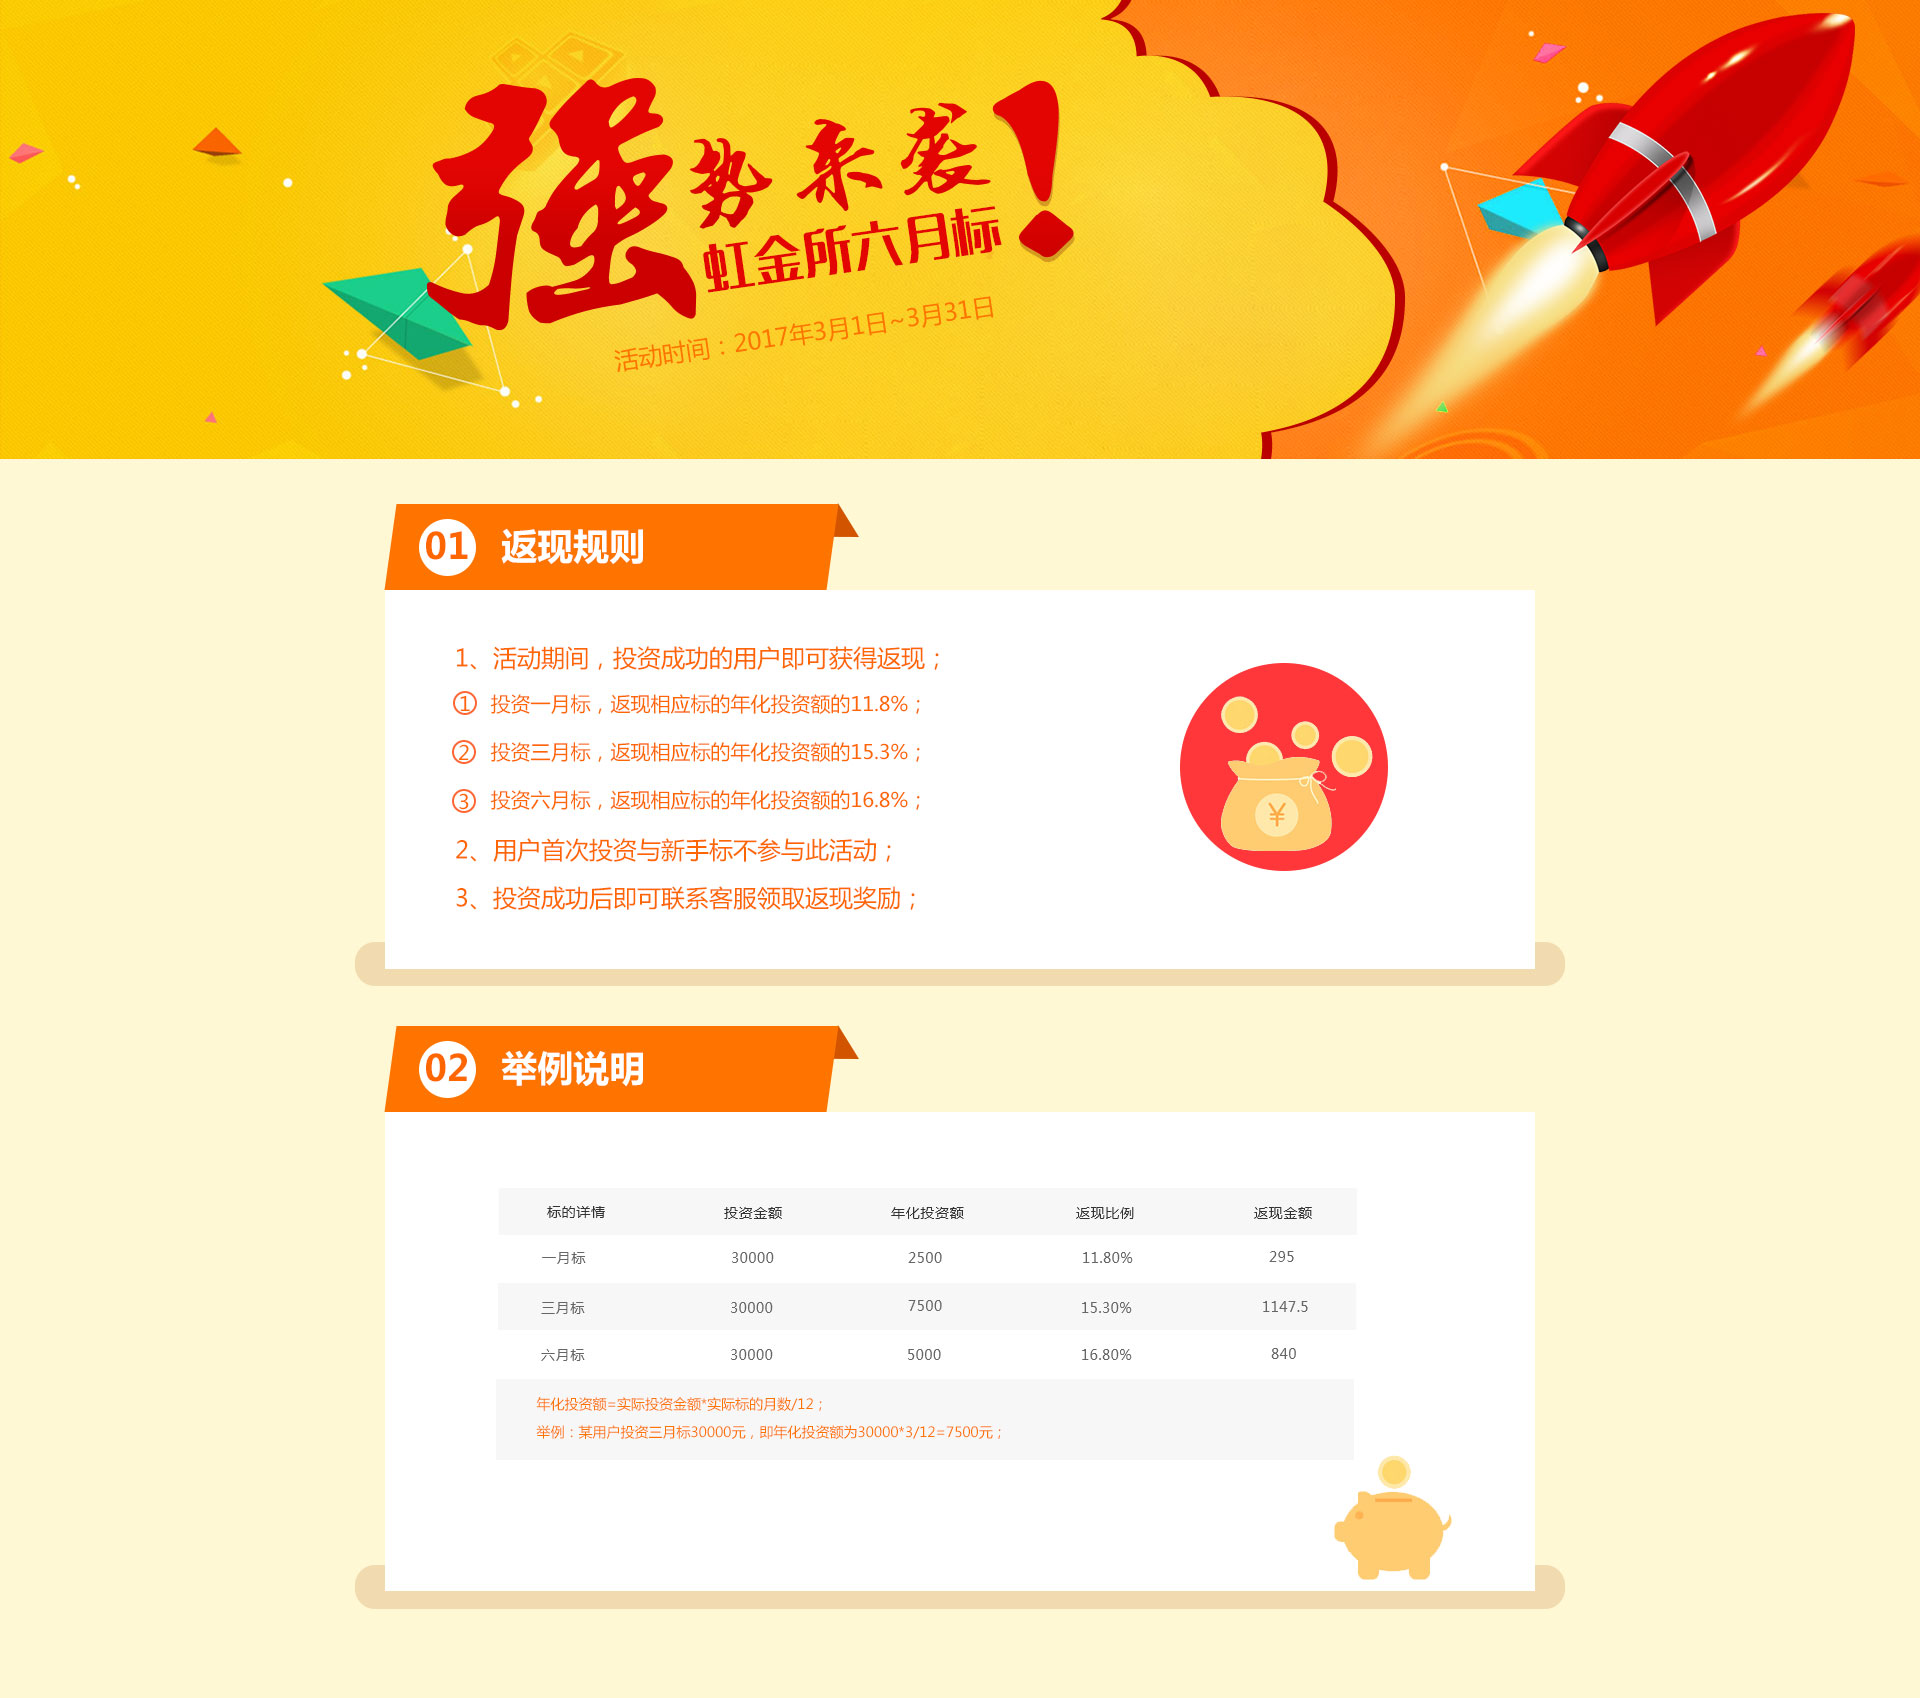 强势来袭!
虹金所六月标
活动时间：2017年3月1日~3月31日
01 返现规则
1、活动期间，投资成功的用户即可获得返现；
① 投资一月标，返现相应标的年化投资额的11.8%；
② 投资三月标，返现相应标的年化投资额的15.3%；
③ 投资六月标，返现相应标的年化投资额的16.8%；
2、用户首次投资与新手标不参与此活动；
3、投资成功后即可联系客服领取返现奖励；
¥
02 举例说明
标的详情 投资金额 年化投资额 返现比例 返现金额
一月标 30000 2500 11.80% 295
三月标 30000 7500 15.30% 1147.5
六月标 30000 5000 16.80% 840
年化投资额=实际投资金额*实际标的月数/12；
举例：某用户投资三月标30000元，即年化投资额为30000*3/12=7500元；